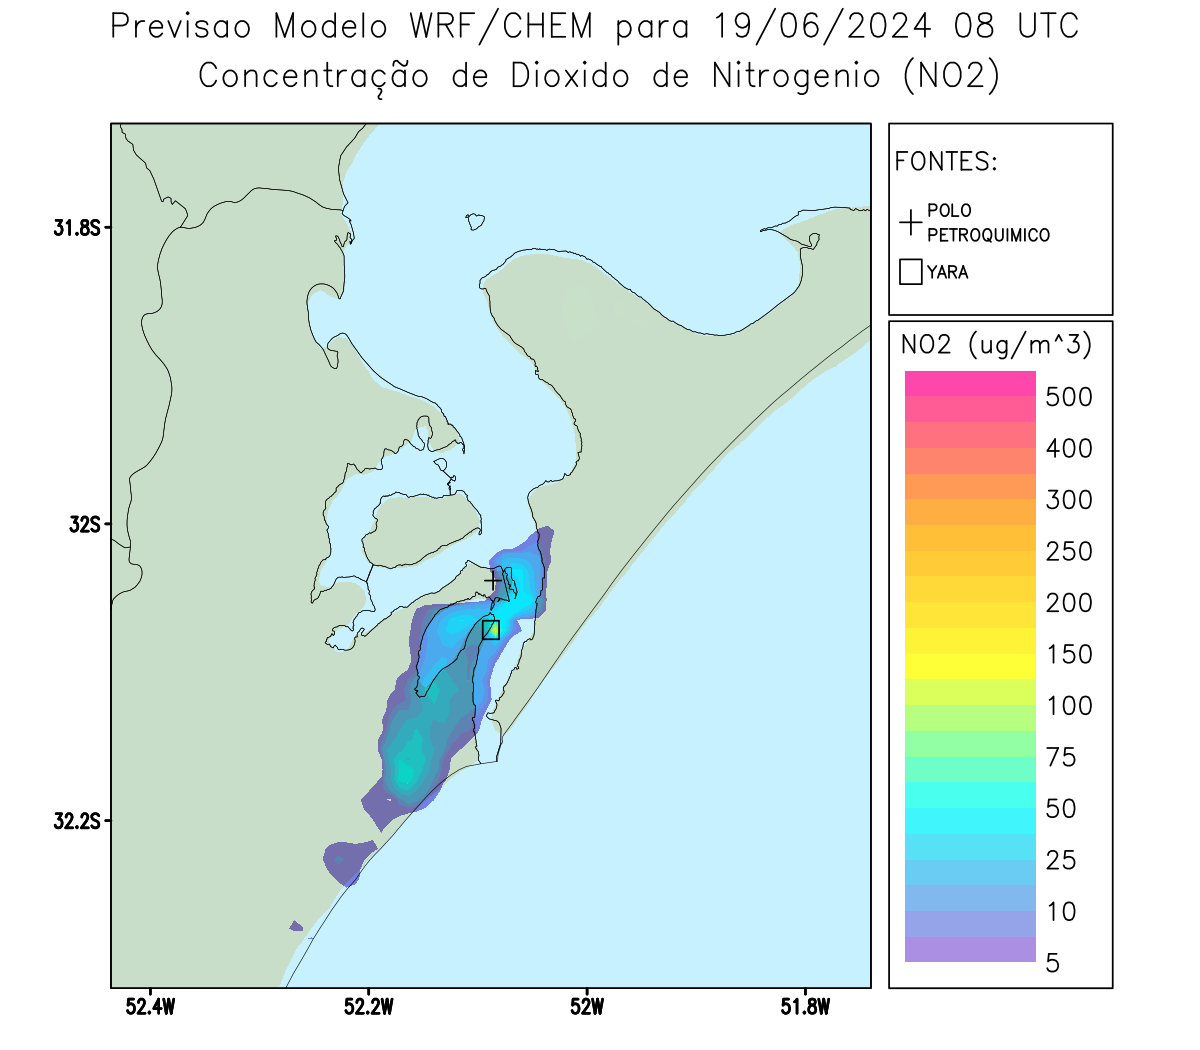 Previsao Modelo WRF/CHEM para 19/06/2024 08 UTC
Concentração de Dioxido de Nitrogenio (NO2)
FONTES:
POLO
PETROQUIMICO
YARA
NO2 (ug/m^3)
500
400
300
250
200
150
100
75
50
25
10
5
31.8S
32S
32.2S
52.4W
52.2W
52W
51.8W